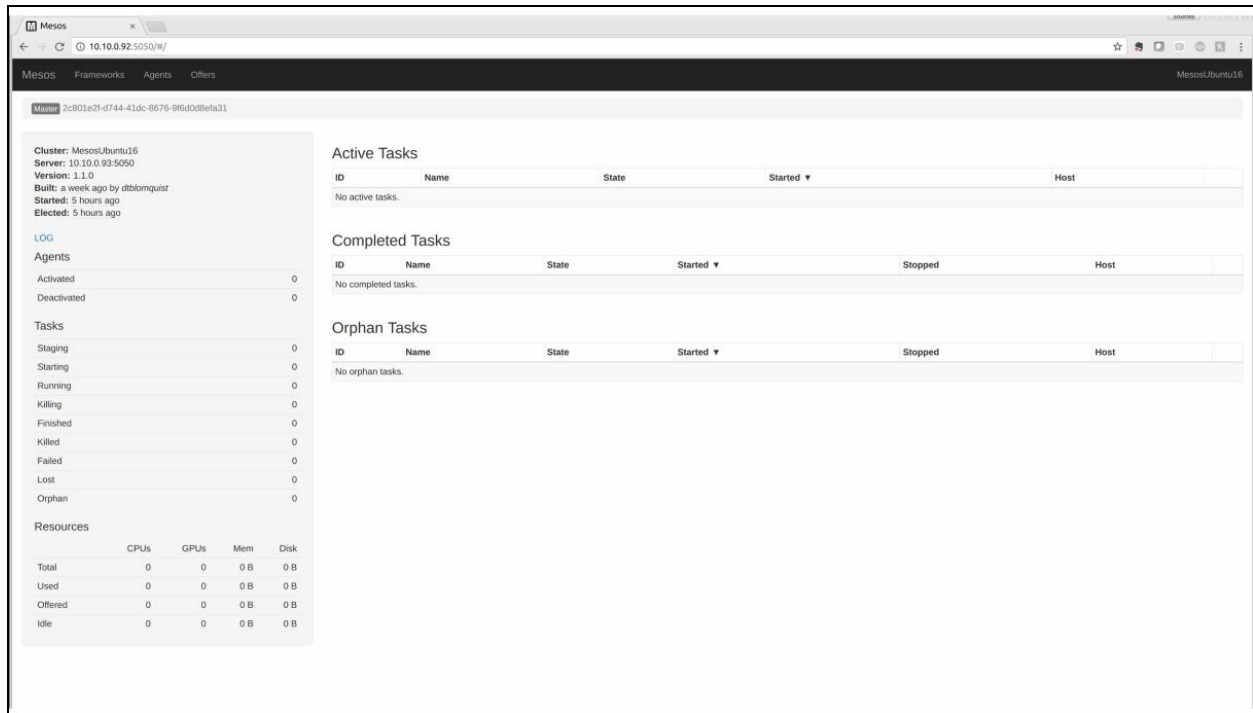 Mesos
10.10.0.92:5050/#/
Mesos Frameworks Agents Offers MesosUbuntu16
Master 2c801e2f-d744-41dc-8676-9f6d0d8efa31
Cluster: MesosUbuntu16
Server: 10.10.0.93:5050
Version: 1.1.0
Built: a week ago by dtblomquist
Started: 5 hours ago
Elected: 5 hours ago
LOG
Agents
Activated 0
Deactivated 0
Tasks
Staging 0
Starting 0
Running 0
Killing 0
Finished 0
Killed 0
Failed 0
Lost 0
Orphan 0
Resources
CPUs GPUs Mem Disk
Total 0 0 0 B 0 B
Used 0 0 0 B 0 B
Offered 0 0 0 B 0 B
Idle 0 0 0 B 0 B
Active Tasks
ID Name State Started ▼ Host
No active tasks.
Completed Tasks
ID Name State Started ▼ Stopped Host
No completed tasks.
Orphan Tasks
ID Name State Started ▼ Stopped Host
No orphan tasks.